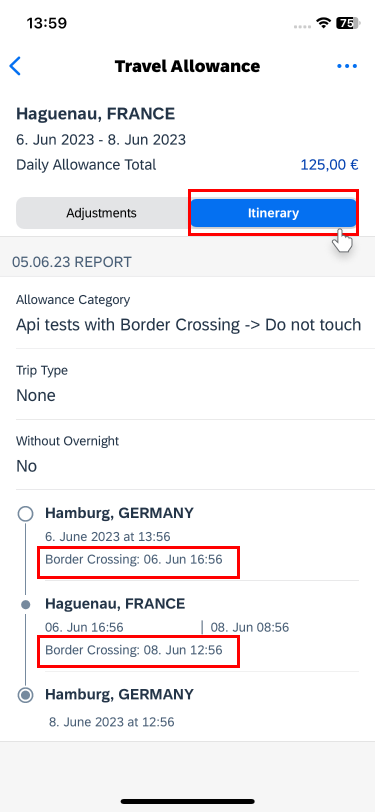 13:59
75
Travel Allowance
Haguenau, FRANCE
6. Jun 2023 - 8. Jun 2023
Daily Allowance Total 125,00 €
Adjustments Itinerary
05.06.23 REPORT
Allowance Category
Api tests with Border Crossing -> Do not touch
Trip Type
None
Without Overnight
No
Hamburg, GERMANY
6. June 2023 at 13:56
Border Crossing: 06. Jun 16:56
Haguenau, FRANCE
06. Jun 16:56 | 08. Jun 08:56
Border Crossing: 08. Jun 12:56
Hamburg, GERMANY
8. June 2023 at 12:56